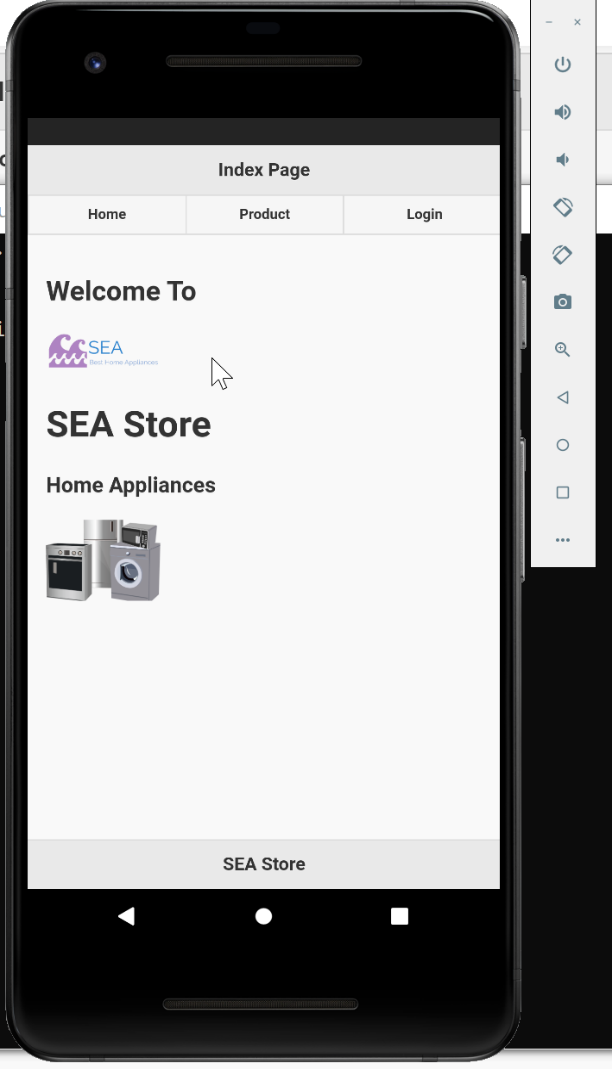 Index Page
Home Product Login
Welcome To
SEA
Best Home Appliances
SEA Store
Home Appliances
SEA Store